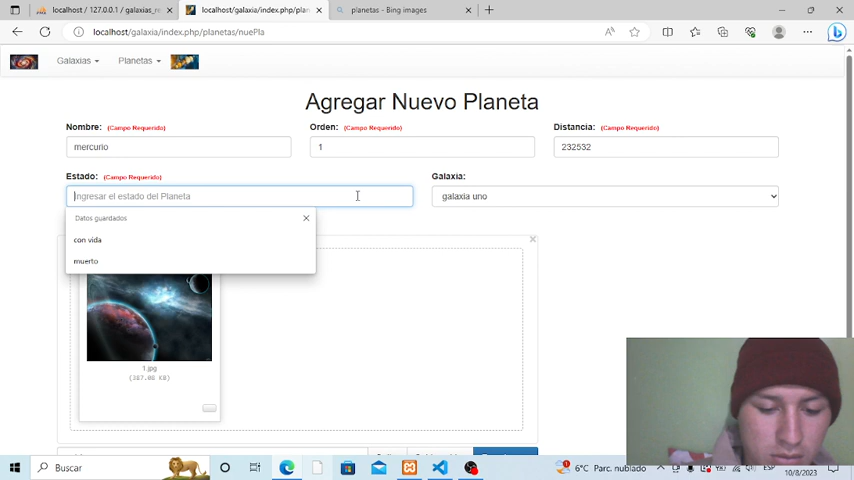 localhost / 127.0.0.1 / galaxias_re
localhost/galaxia/index.php/plan
planetas - Bing images
localhost/galaxia/index.php/planetas/nuePla
Galaxias
Planetas
Agregar Nuevo Planeta
Nombre: (Campo Requerido)
Orden: (Campo Requerido)
Distancia: (Campo Requerido)
mercurio
1
232532
Estado: (Campo Requerido)
Galaxia:
Ingresar el estado del Planeta
galaxia uno
Datos guardados
con vida
muerto
1.jpg
(387.08 KB)
Buscar
6°C Parc. nublado
ESP
10/8/2023